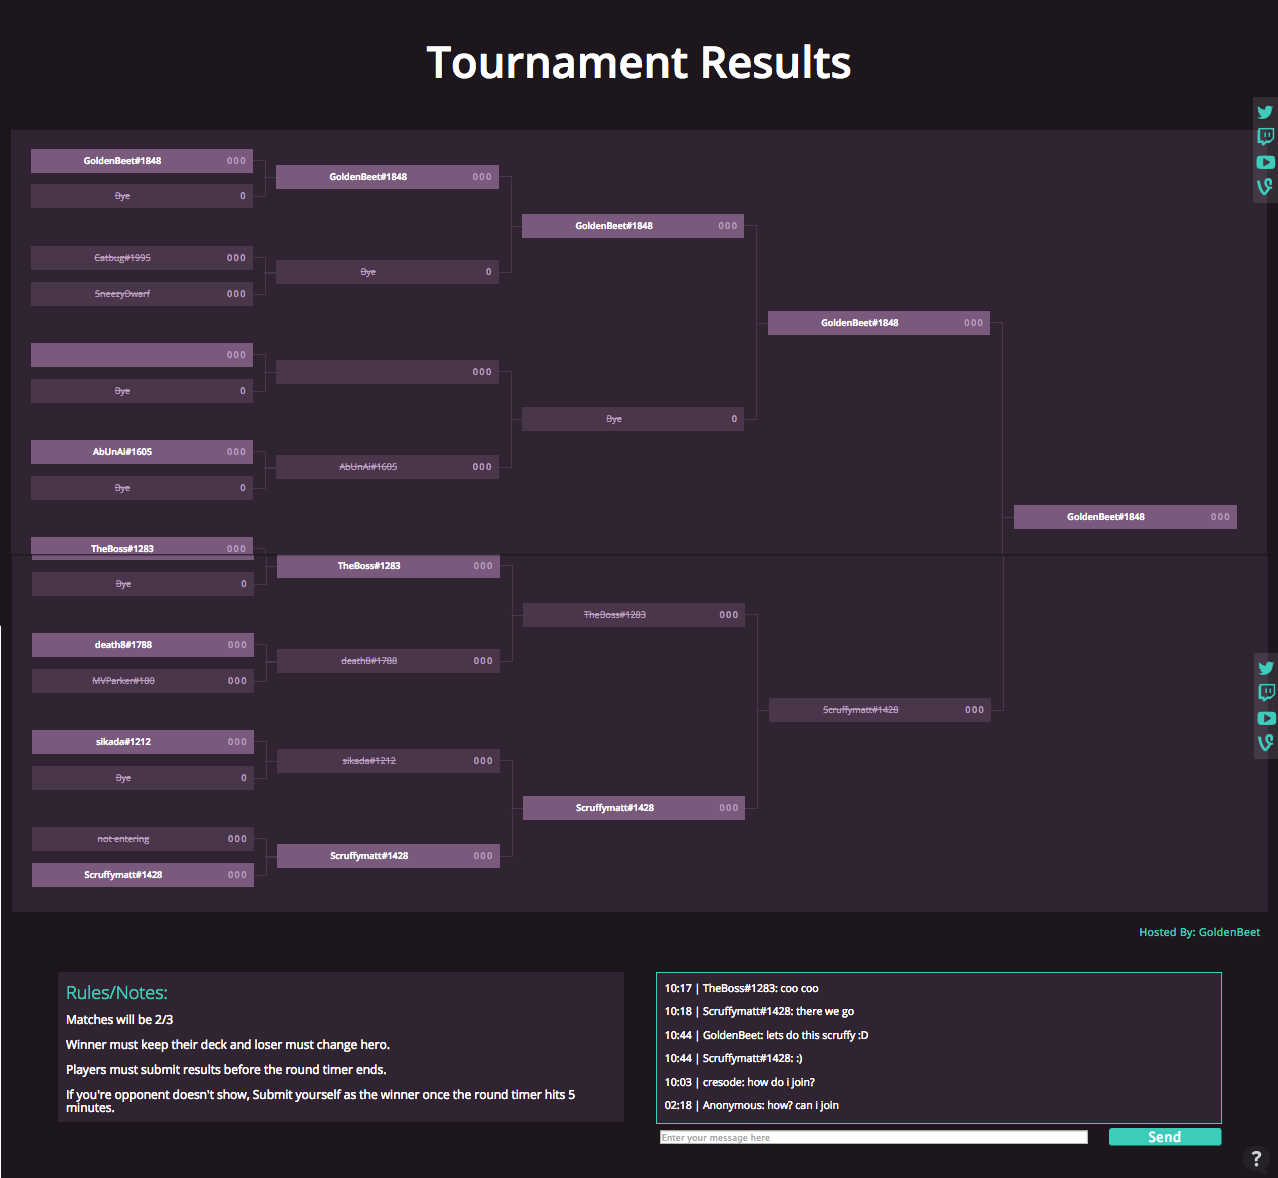 Tournament Results
GoldenBeet#1848 000
Bye 0
Catbug#1995 000
SneezyDwarf 000
000
Bye 0
AbUnAi#1605 000
Bye 0
TheBoss#1283 000
Bye 0
death8#1788 000
MVParker#180 000
sikada#1212 000
Bye 0
not entering 000
Scruffymatt#1428 000
GoldenBeet#1848 000
Bye 0
000
AbUnAi#1605 000
TheBoss#1283 000
death8#1788 000
sikada#1212 000
Scruffymatt#1428 000
GoldenBeet#1848 000
Bye 0
TheBoss#1283 000
Scruffymatt#1428 000
GoldenBeet#1848 000
Scruffymatt#1428 000
GoldenBeet#1848 000
Hosted By: GoldenBeet
Rules/Notes:
Matches will be 2/3
Winner must keep their deck and loser must change hero.
Players must submit results before the round timer ends.
If you're opponent doesn't show, Submit yourself as the winner once the round timer hits 5
minutes.
10:17 | TheBoss#1283: coo coo
10:18 | Scruffymatt#1428: there we go
10:44 | GoldenBeet: lets do this scruffy :D
10:44 | Scruffymatt#1428: :)
10:03 | cresode: how do i join?
02:18 | Anonymous: how? can i join
Enter your message here
Send
?